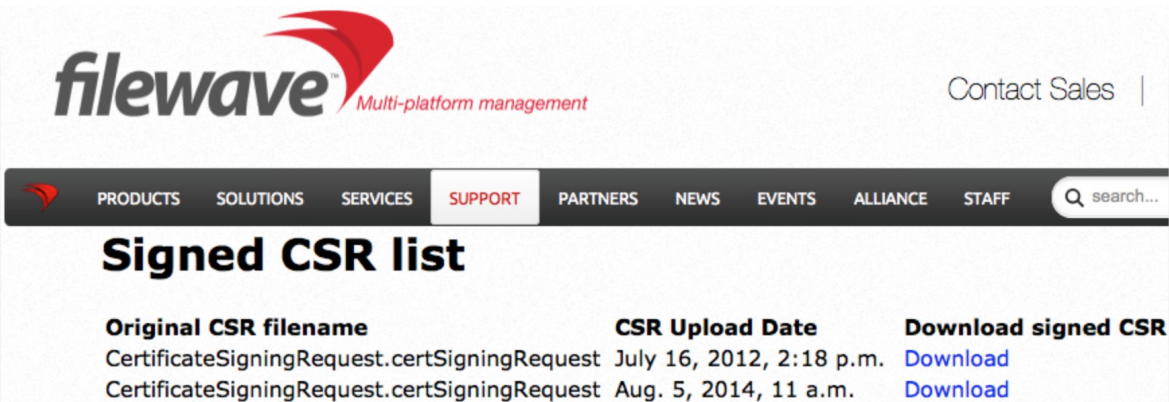 filewave™
Multi-platform management
Contact Sales |
PRODUCTS SOLUTIONS SERVICES SUPPORT PARTNERS NEWS EVENTS ALLIANCE STAFF search...
Signed CSR list
Original CSR filename CSR Upload Date Download signed CSR
CertificateSigningRequest.certSigningRequest July 16, 2012, 2:18 p.m. Download
CertificateSigningRequest.certSigningRequest Aug. 5, 2014, 11 a.m. Download